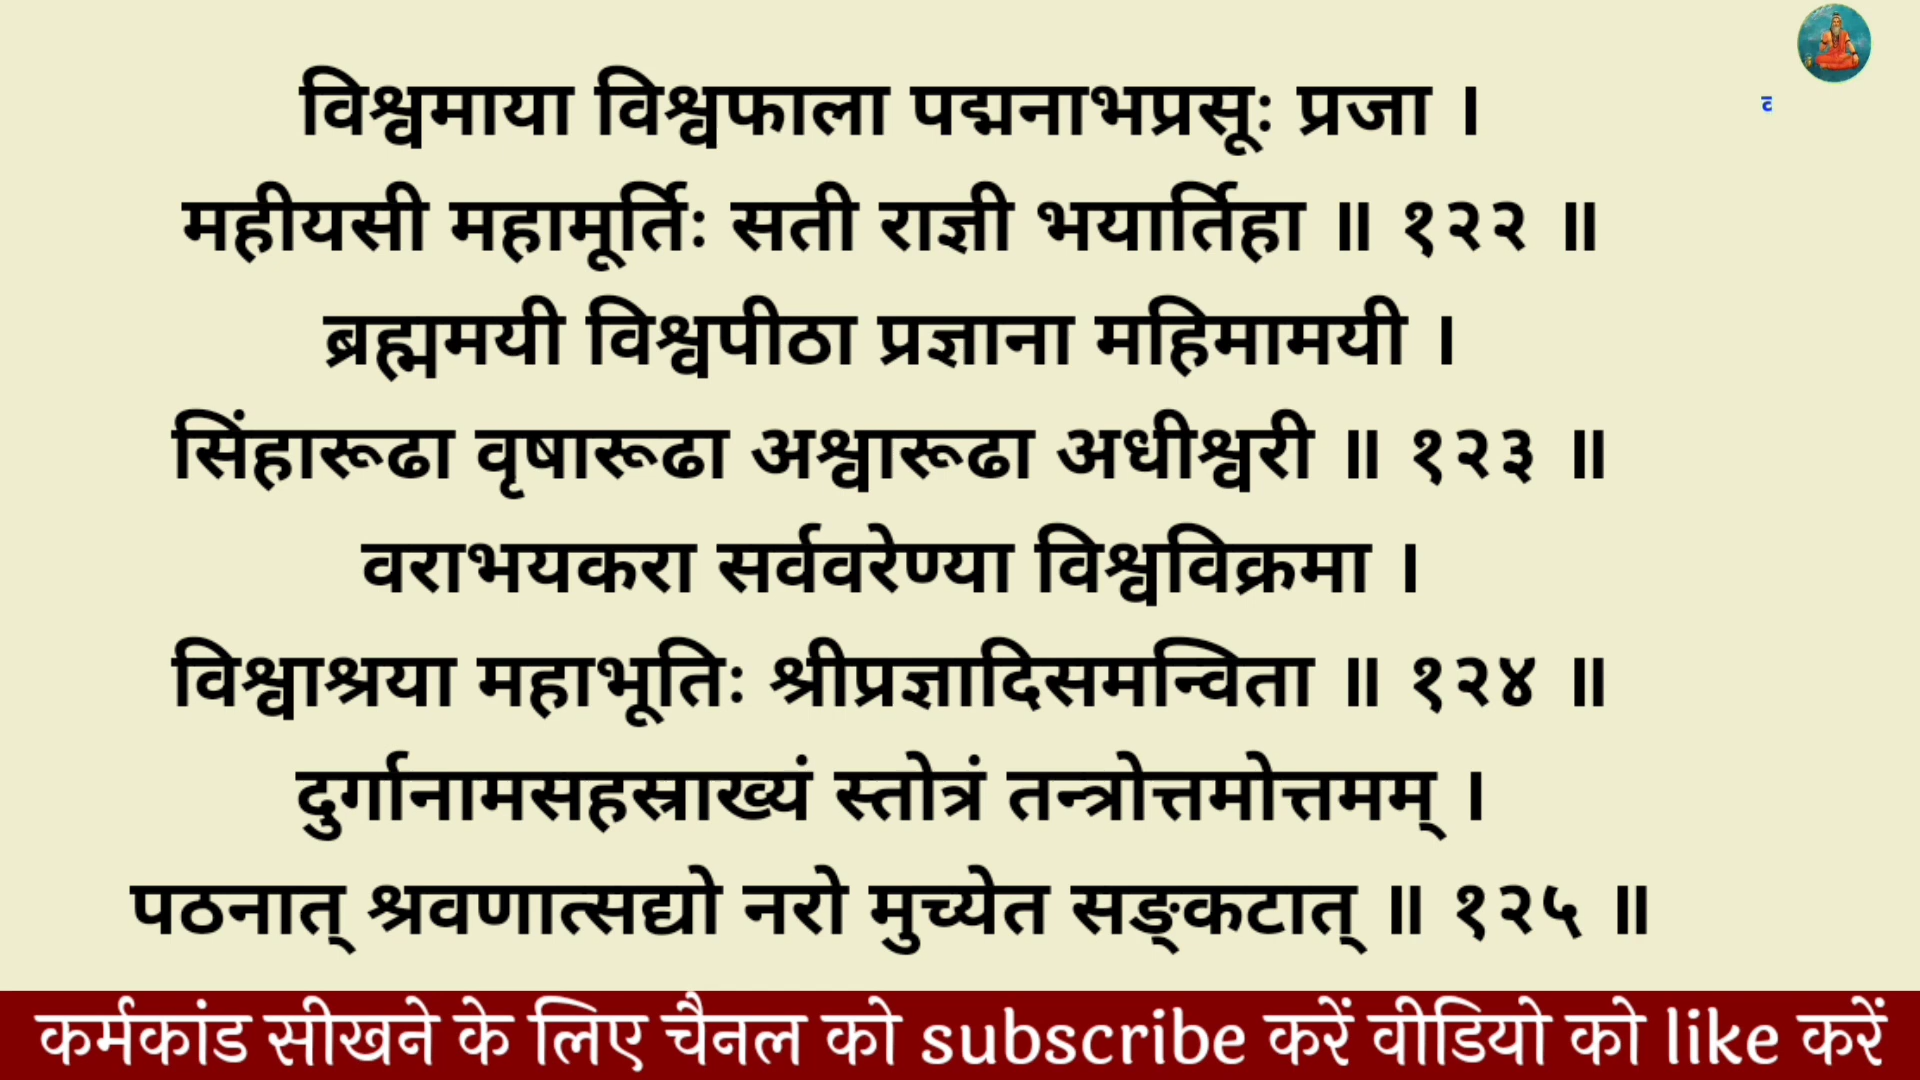 विश्वमाया विश्वफाला पद्मनाभप्रसूः प्रजा ।
महीयसी महामूर्तिः सती राज्ञी भयार्तिहा ॥ १२२ ॥
ब्रह्ममयी विश्वपीठा प्रज्ञाना महिमामयी ।
सिंहारूढा वृषारूढा अश्वारूढा अधीश्वरी ॥ १२३ ॥
वराभयकरा सर्ववरेण्या विश्वविक्रमा ।
विश्वाश्रया महाभूतिः श्रीप्रज्ञादिसमन्विता ॥ १२४ ॥
दुर्गानामसहस्राख्यं स्तोत्रं तन्त्रोत्तमोत्तमम् ।
पठनात् श्रवणात्सद्यो नरो मुच्येत सङ्कटात् ॥ १२५ ॥
कर्मकांड सीखने के लिए चैनल को subscribe करें वीडियो को like करें